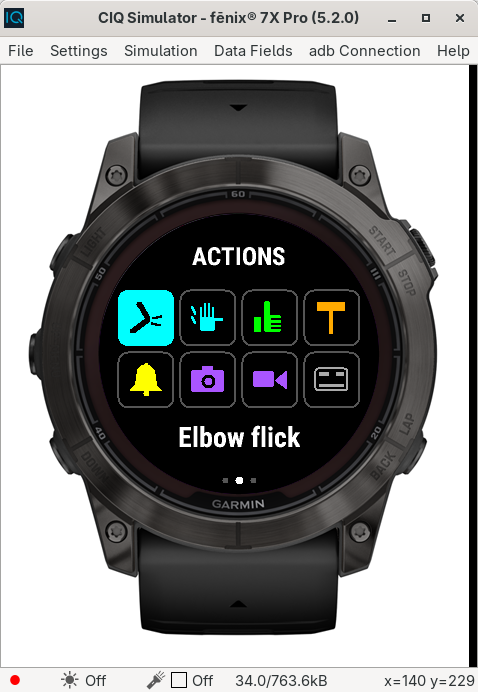 CIQ Simulator - fēnix® 7X Pro (5.2.0)
File Settings Simulation Data Fields adb Connection Help
60
LIGHT
START
STOP
50
ACTIONS
Elbow flick
40
20
DOWN
LAP
BACK
GARMIN
Off
Off
34.0/763.6kB
x=140 y=229